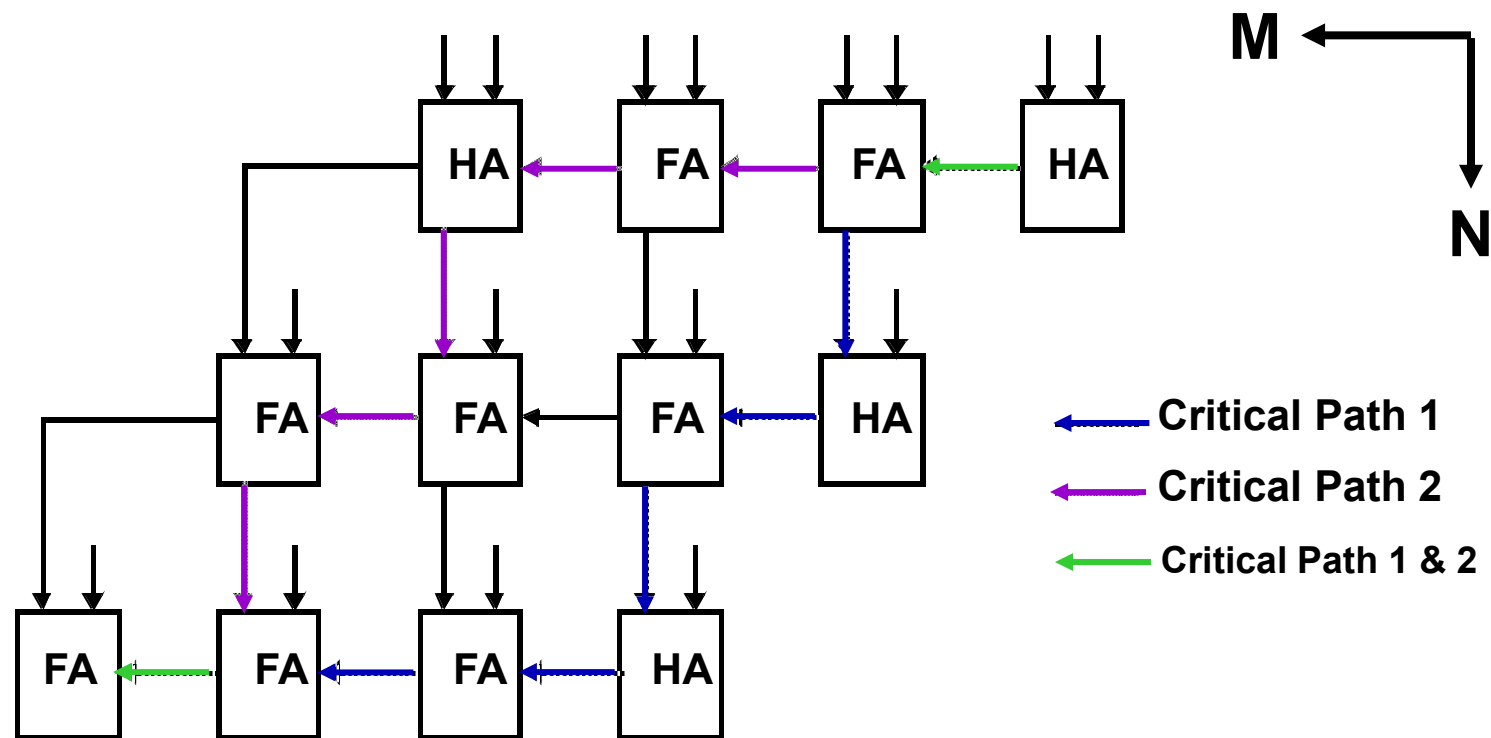 M
HA FA FA HA
N
FA FA FA HA
Critical Path 1
Critical Path 2
Critical Path 1 & 2
FA FA FA HA